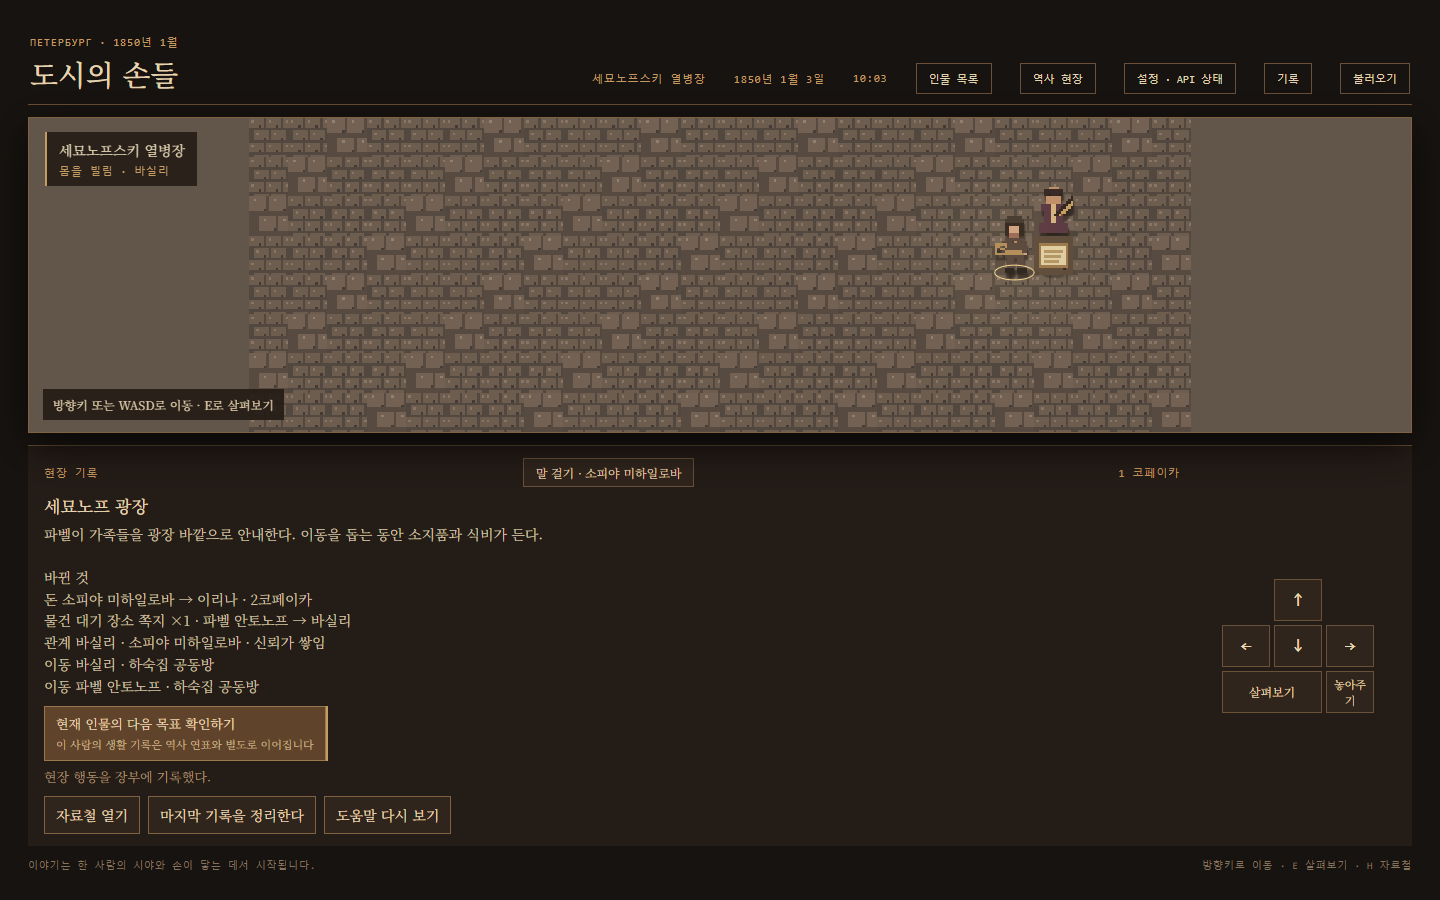 ПЕТЕРБУРГ · 1850년 1월
도시의 손들
세묘노프스키 열병장
1850년 1월 3일
10:03
인물 목록
역사 현장
설정 · API 상태
기록
불러오기
세묘노프스키 열병장
몸을 빌림 · 바실리
방향키 또는 WASD로 이동 · E로 살펴보기
현장 기록
말 걸기 · 소피야 미하일로바
1 코페이카
세묘노프 광장
파벨이 가족들을 광장 바깥으로 안내한다. 이동을 돕는 동안 소지품과 식비가 든다.
바뀐 것
돈 소피야 미하일로바 → 이리나 · 2코페이카
물건 대기 장소 쪽지 ×1 · 파벨 안토노프 → 바실리
관계 바실리 · 소피야 미하일로바 · 신뢰가 쌓임
이동 바실리 · 하숙집 공동방
이동 파벨 안토노프 · 하숙집 공동방
↑
← ↓ →
살펴보기
놓아주기
현재 인물의 다음 목표 확인하기
이 사람의 생활 기록은 역사 연표와 별도로 이어집니다
현장 행동을 장부에 기록했다.
자료철 열기
마지막 기록을 정리한다
도움말 다시 보기
이야기는 한 사람의 시야와 손이 닿는 데서 시작됩니다.
방향키로 이동 · E 살펴보기 · H 자료철